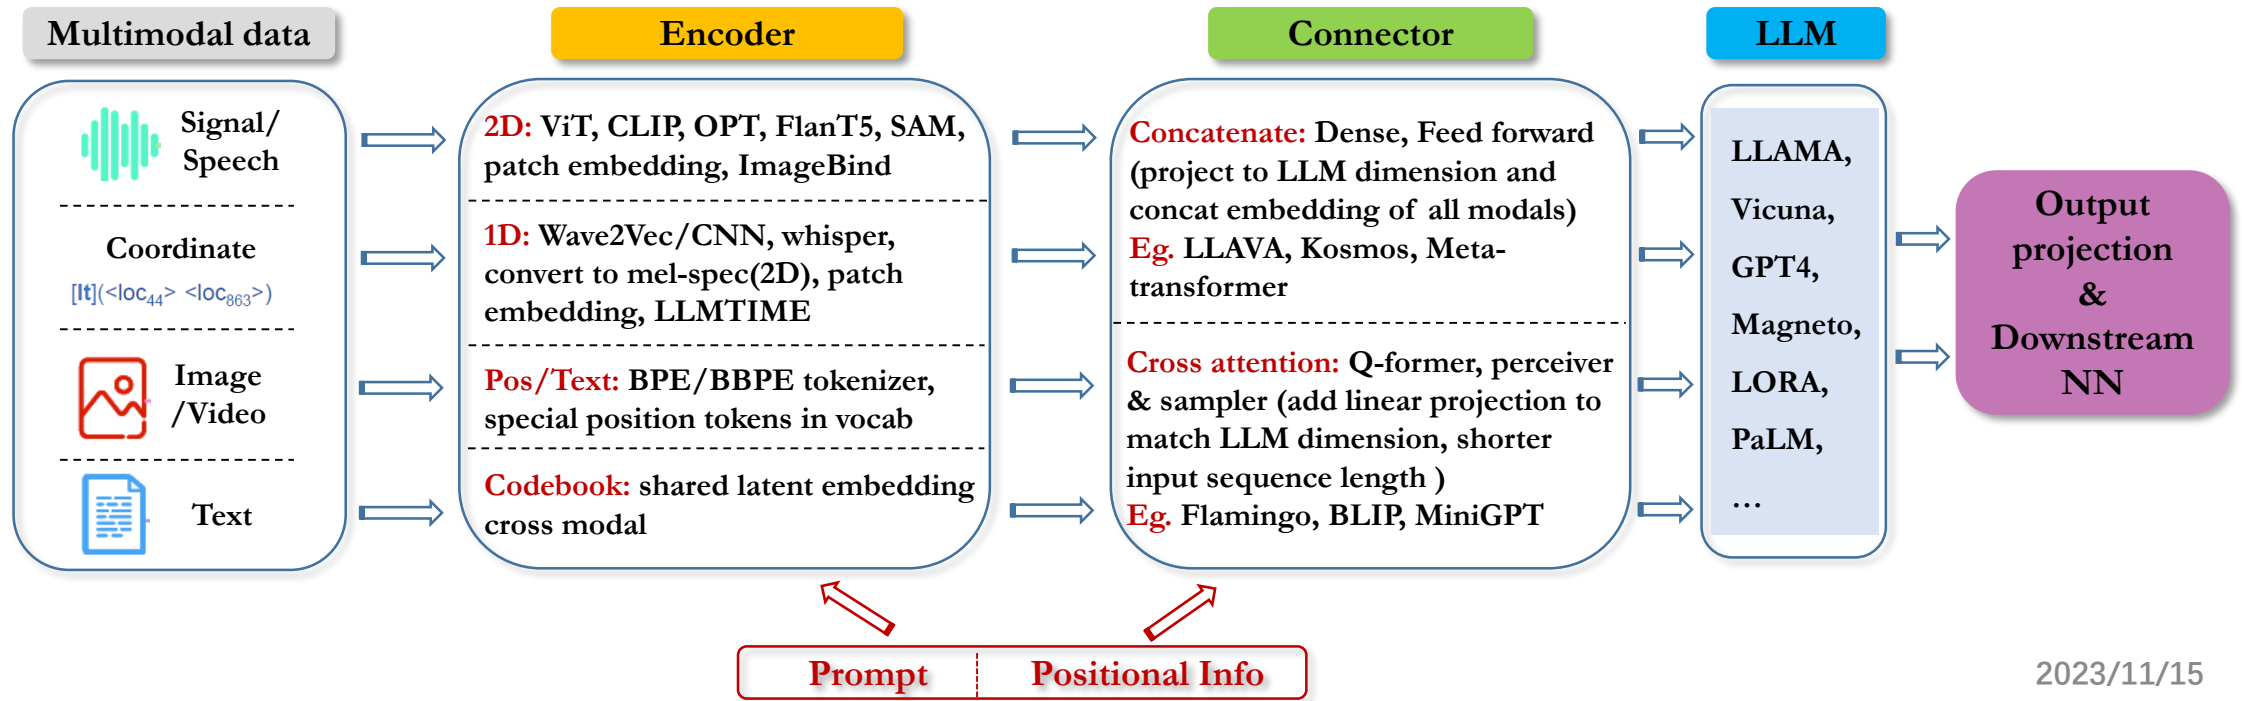 Multimodal data
Encoder
Connector
LLM
Signal/
Speech
Coordinate
[It](<loc44> <loc863>)
Image
/Video
Text
2D: ViT, CLIP, OPT, FlanT5, SAM,
patch embedding, ImageBind
1D: Wave2Vec/CNN, whisper,
convert to mel-spec(2D), patch
embedding, LLMTIME
Pos/Text: BPE/BBPE tokenizer,
special position tokens in vocab
Codebook: shared latent embedding
cross modal
Concatenate: Dense, Feed forward
(project to LLM dimension and
concat embedding of all modals)
Eg. LLAVA, Kosmos, Meta-
transformer
Cross attention: Q-former, perceiver
& sampler (add linear projection to
match LLM dimension, shorter
input sequence length )
Eg. Flamingo, BLIP, MiniGPT
LLAMA,
Vicuna,
GPT4,
Magneto,
LORA,
PaLM,
...
Output
projection
&
Downstream
NN
Prompt
Positional Info
2023/11/15